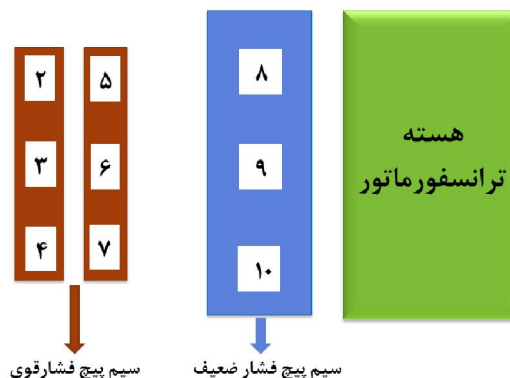 ۲
۵
۸
۳
۶
۹
۴
۷
۱۰
هسته
ترانسفورماتور
سیم پیچ فشار ضعیف
سیم پیچ فشارقوی